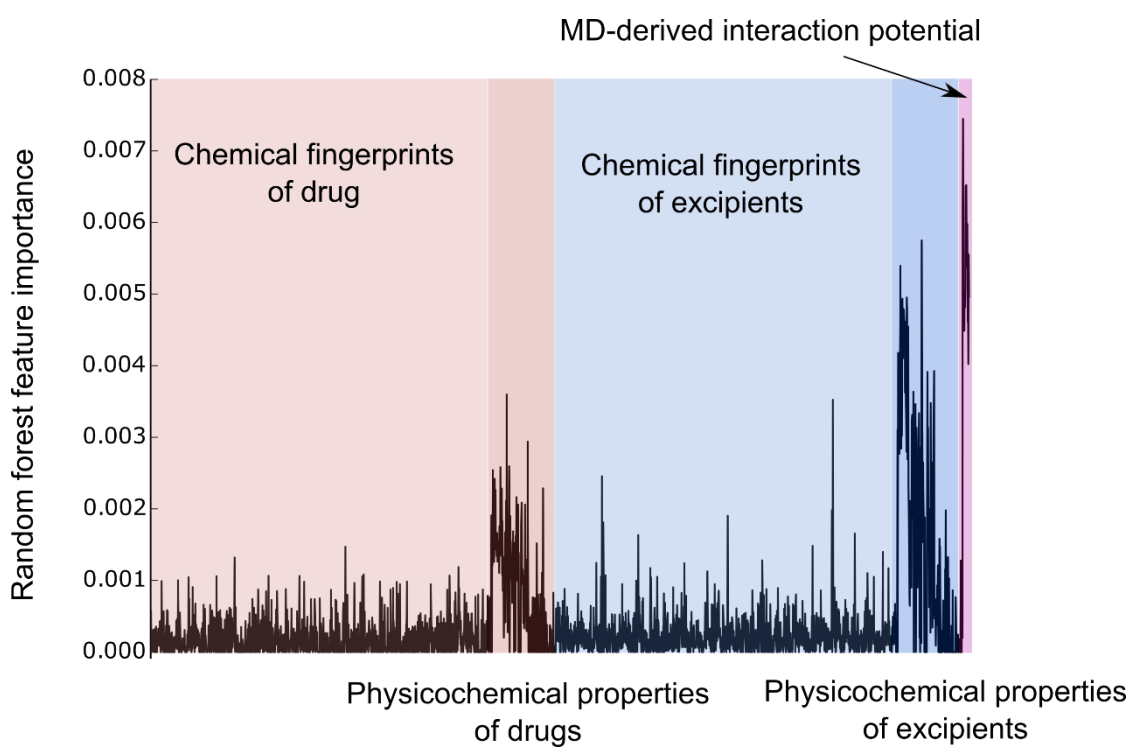 MD-derived interaction potential
Random forest feature importance
0.008
0.007
0.006
0.005
0.004
0.003
0.002
0.001
0.000
Chemical fingerprints
of drug
Chemical fingerprints
of excipients
Physicochemical properties
of drugs
Physicochemical properties
of excipients